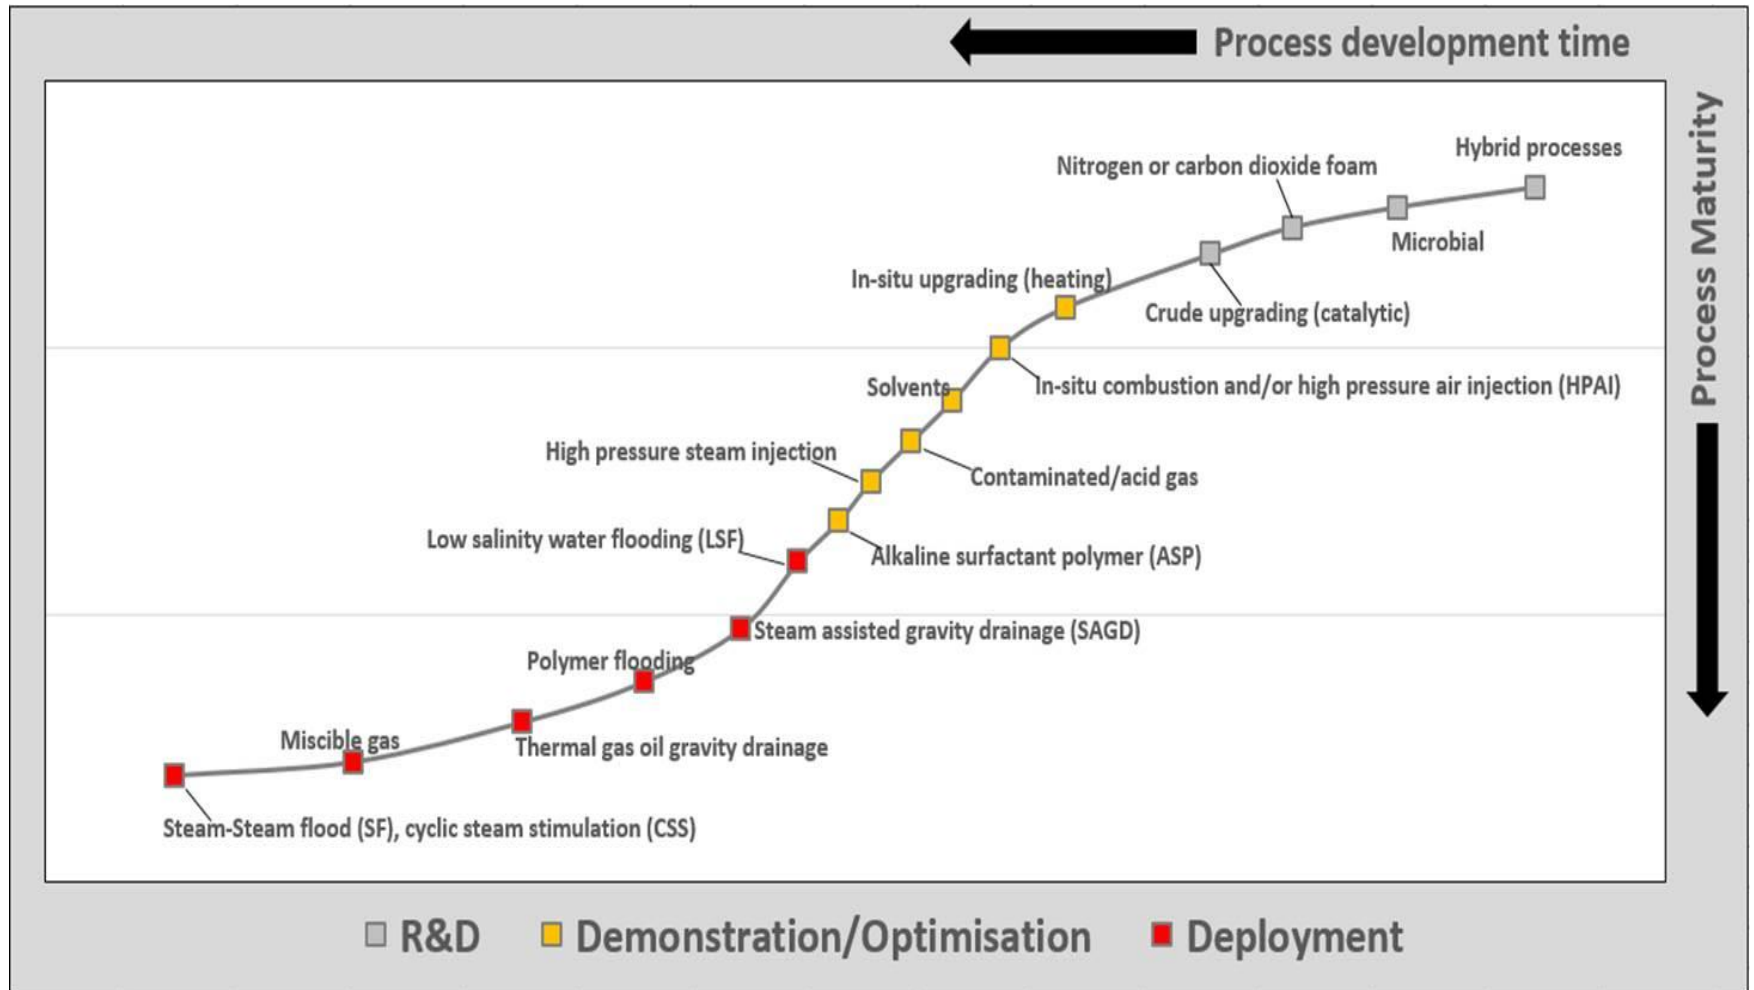 Process development time
Process Maturity
Hybrid processes
Nitrogen or carbon dioxide foam
Microbial
In-situ upgrading (heating)
Crude upgrading (catalytic)
Solvents
In-situ combustion and/or high pressure air injection (HPAI)
High pressure steam injection
Contaminated/acid gas
Low salinity water flooding (LSF)
Alkaline surfactant polymer (ASP)
Steam assisted gravity drainage (SAGD)
Polymer flooding
Miscible gas
Thermal gas oil gravity drainage
Steam-Steam flood (SF), cyclic steam stimulation (CSS)
R&D
Demonstration/Optimisation
Deployment